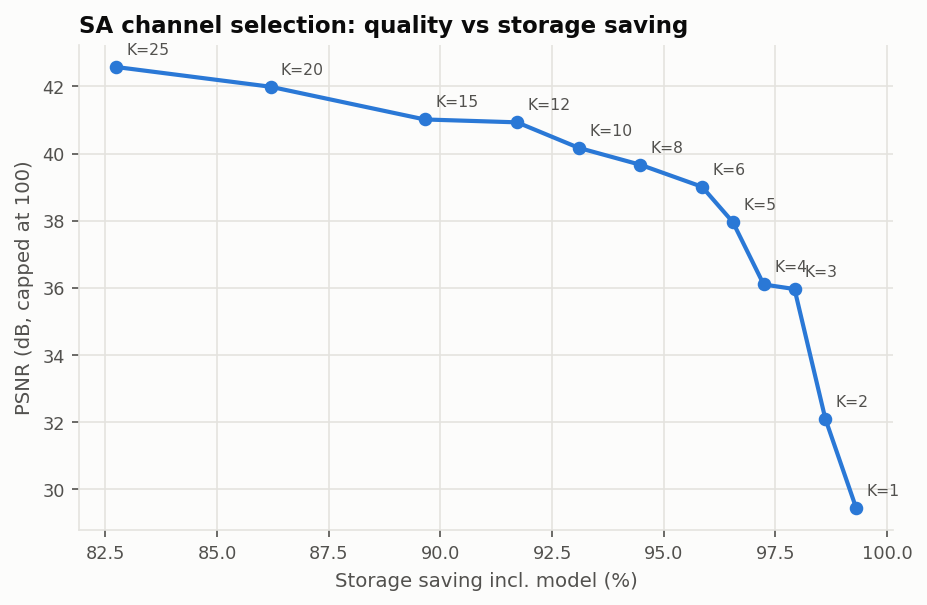 SA channel selection: quality vs storage saving
K=25
K=20
K=15
K=12
K=10
K=8
K=6
K=5
K=4
K=3
K=2
K=1
42
40
38
36
34
32
30
PSNR (dB, capped at 100)
82.5 85.0 87.5 90.0 92.5 95.0 97.5 100.0
Storage saving incl. model (%)